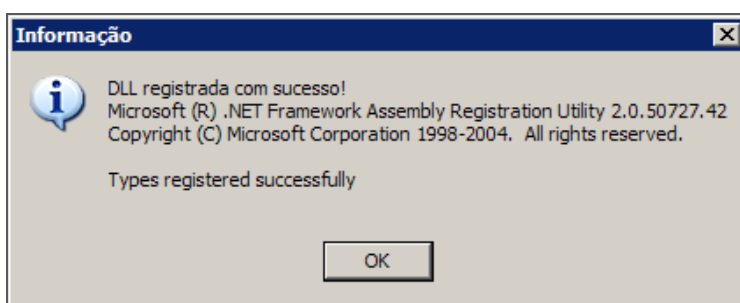 Informação
DLL registrada com sucesso!
Microsoft (R) .NET Framework Assembly Registration Utility 2.0.50727.42
Copyright (C) Microsoft Corporation 1998-2004.  All rights reserved.
Types registered successfully
OK